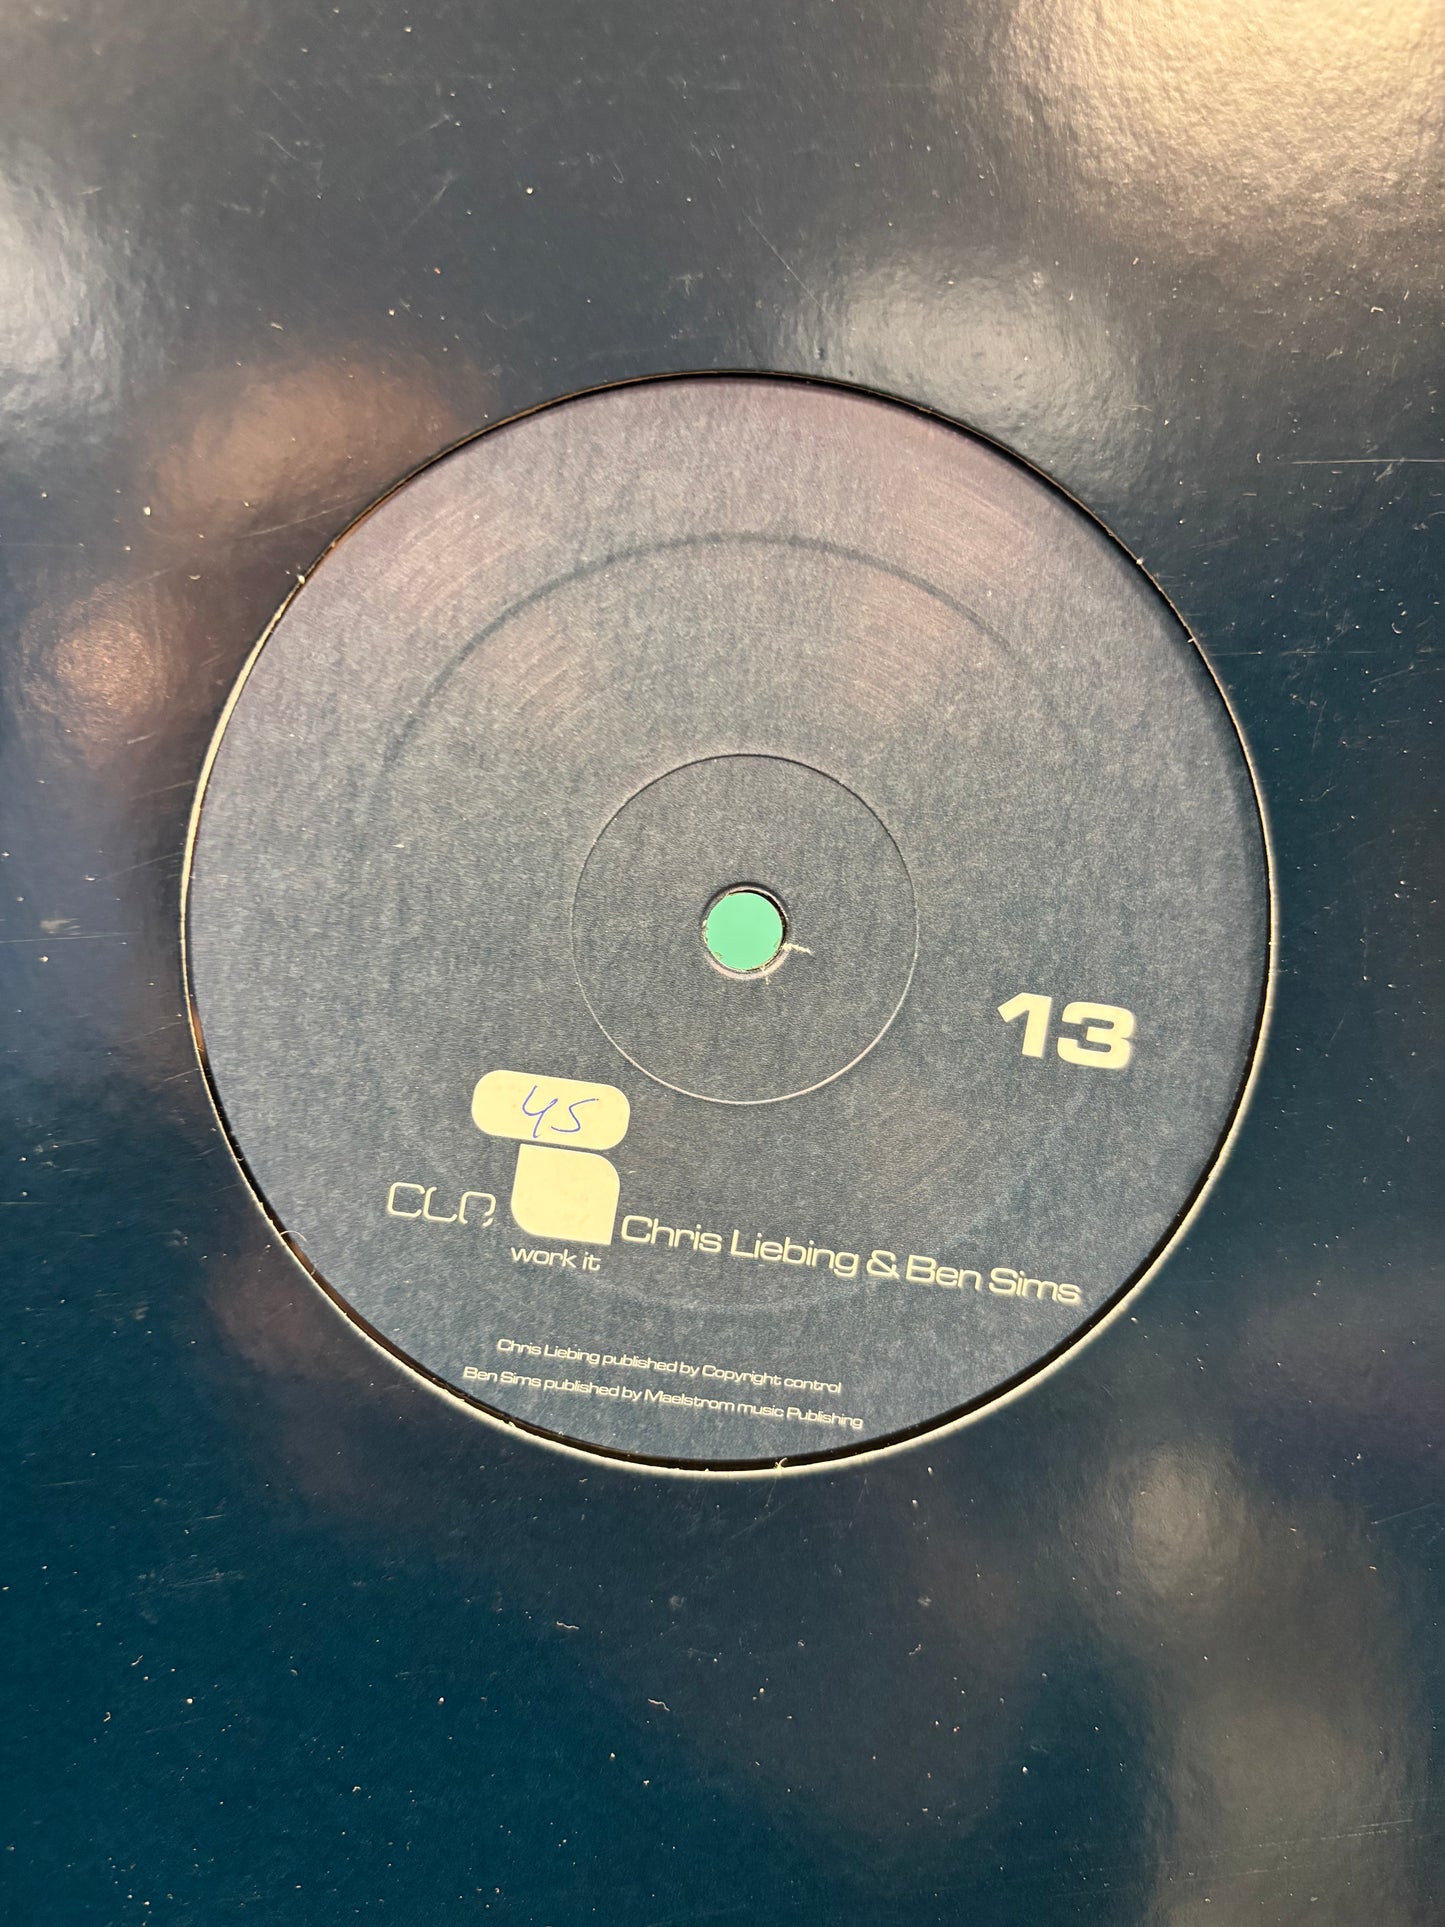 13
45
CLR
Chris Liebing & Ben Sims
work it
Chris Liebing published by Copyright control
Ben Sims published by Maelstrom music Publishing